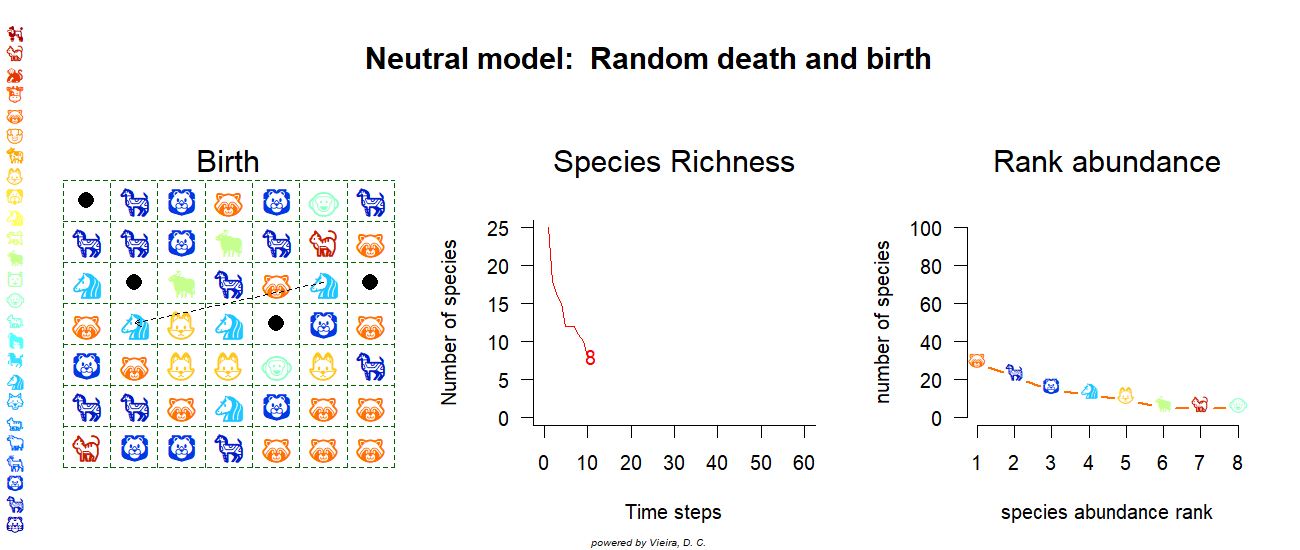 Neutral model:  Random death and birth
Birth
Species Richness
Rank abundance
Number of species
25
20
15
10
5
0
8
0 10 20 30 40 50 60
Time steps
number of species
100
80
60
40
20
0
1 2 3 4 5 6 7 8
species abundance rank
powered by Vieira, D. C.